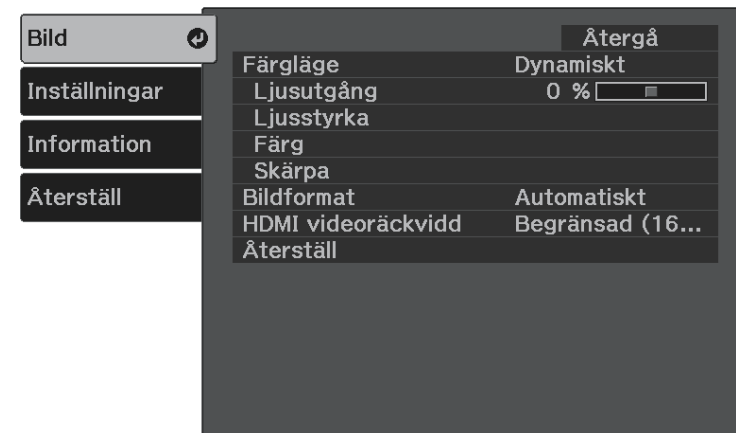 Bild
Inställningar
Information
Återställ
Återgå
Färgläge Dynamiskt
Ljusutgång 0 %
Ljusstyrka
Färg
Skärpa
Bildformat Automatiskt
HDMI videoräckvidd Begränsad (16...
Återställ